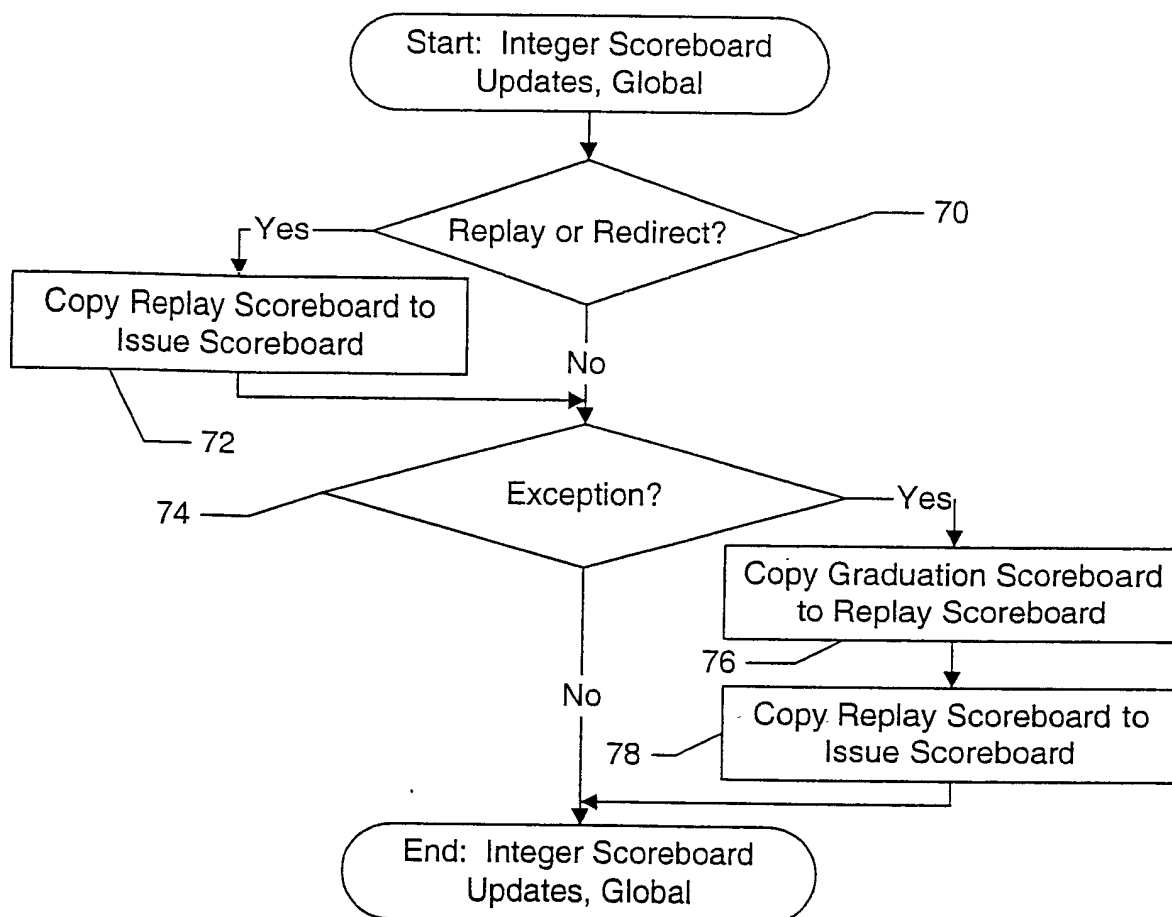 Start: Integer Scoreboard
Updates, Global
Replay or Redirect?
70
Yes
Copy Replay Scoreboard to
Issue Scoreboard
No
72
Exception?
74
Yes
Copy Graduation Scoreboard
to Replay Scoreboard
76
No
Copy Replay Scoreboard to
Issue Scoreboard
78
End: Integer Scoreboard
Updates, Global